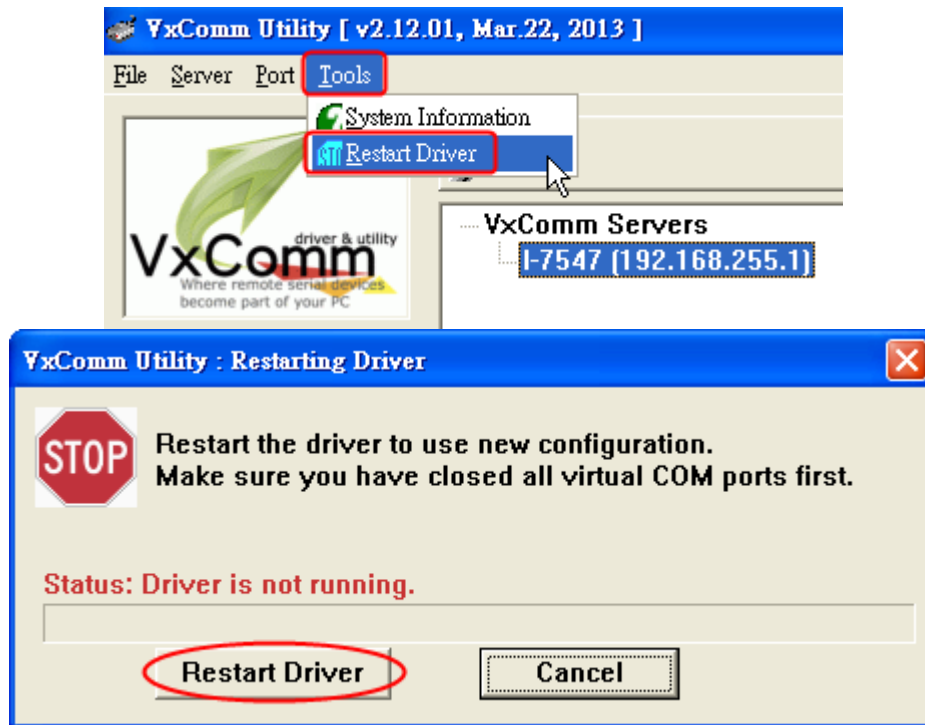 VxComm Utility [ v2.12.01, Mar.22, 2013 ]
File Server Port Tools
System Information
Restart Driver
VxComm
driver & utility
Where remote serial devices
become part of your PC
VxComm Servers
I-7547 (192.168.255.1)
VxComm Utility : Restarting Driver
STOP
Restart the driver to use new configuration.
Make sure you have closed all virtual COM ports first.
Status: Driver is not running.
Restart Driver Cancel